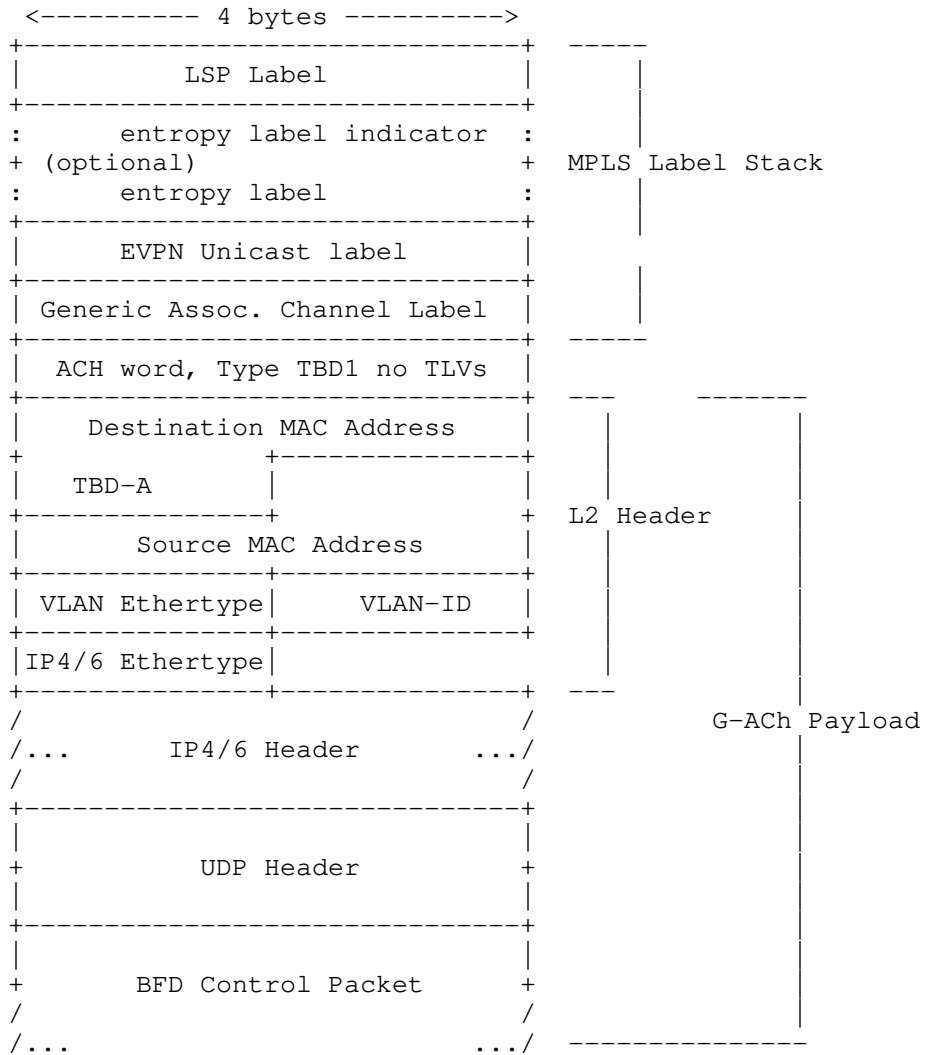 <---------- 4 bytes ---------->
LSP Label
entropy label indicator
(optional) MPLS Label Stack
entropy label
EVPN Unicast label
Generic Assoc. Channel Label
ACH word, Type TBD1 no TLVs
Destination MAC Address
TBD-A
L2 Header
Source MAC Address
VLAN Ethertype VLAN-ID
IP4/6 Ethertype
G-ACh Payload
... IP4/6 Header ...
UDP Header
BFD Control Packet
... ...